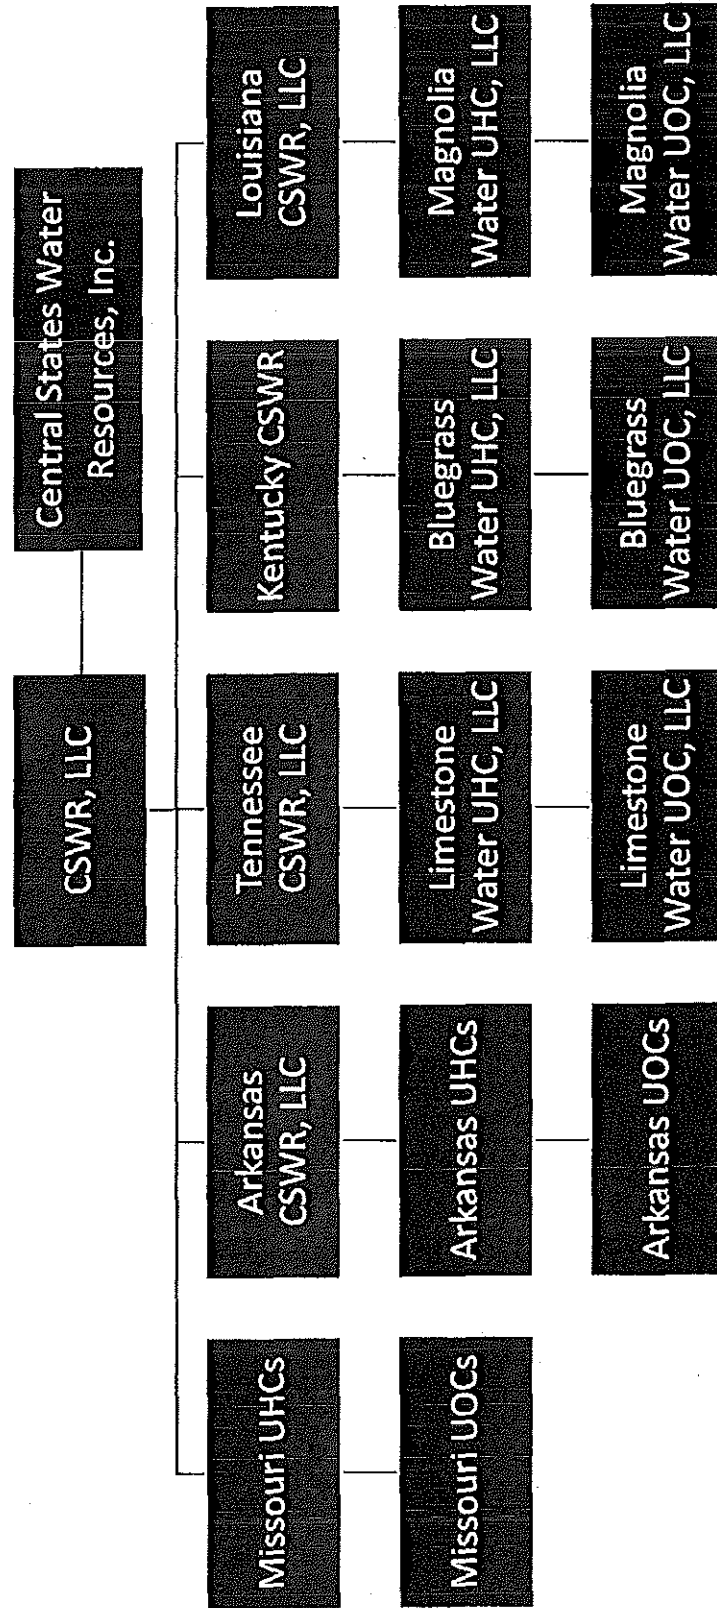 CSWR, LLC
Central States Water
Resources, Inc.
Missouri UHCs
Arkansas
CSWR, LLC
Tennessee
CSWR, LLC
Kentucky CSWR
Louisiana
CSWR, LLC
Missouri UOCs
Arkansas UHCs
Limestone
Water UHC, LLC
Bluegrass
Water UHC, LLC
Magnolia
Water UHC, LLC
Arkansas UOCs
Limestone
Water UOC, LLC
Bluegrass
Water UOC, LLC
Magnolia
Water UOC, LLC